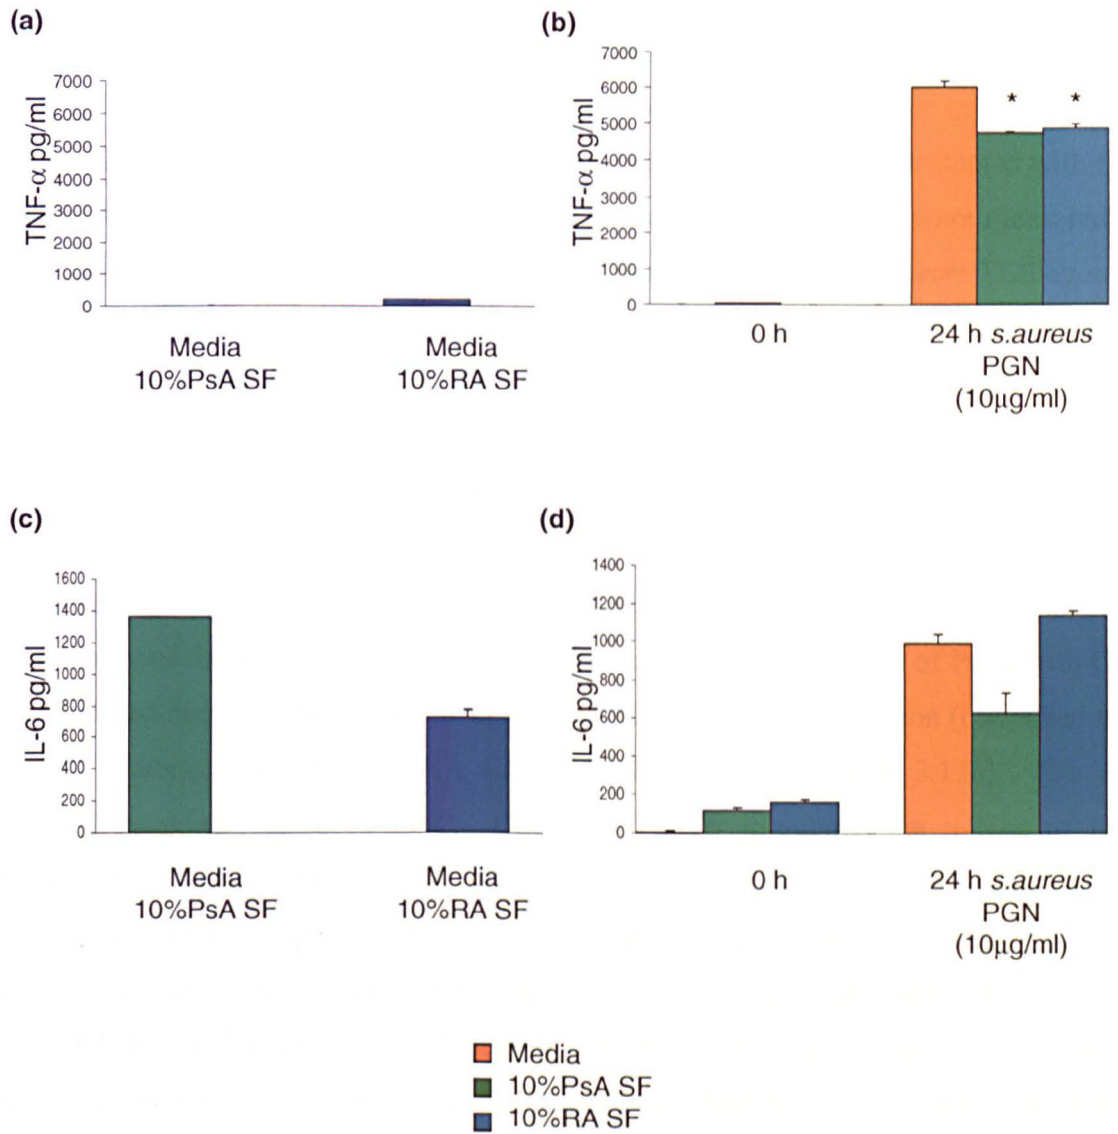 (a)
7000
6000
5000
4000
3000
2000
1000
0
TNF-α pg/ml
Media
10%PsA SF
Media
10%RA SF
(b)
7000
6000
5000
4000
3000
2000
1000
0
TNF-α pg/ml
*
*
0 h
24 h s.aureus
PGN
(10µg/ml)
(c)
1600
1400
1200
1000
800
600
400
200
0
IL-6 pg/ml
Media
10%PsA SF
Media
10%RA SF
(d)
1400
1200
1000
800
600
400
200
0
IL-6 pg/ml
0 h
24 h s.aureus
PGN
(10µg/ml)
Media
10%PsA SF
10%RA SF